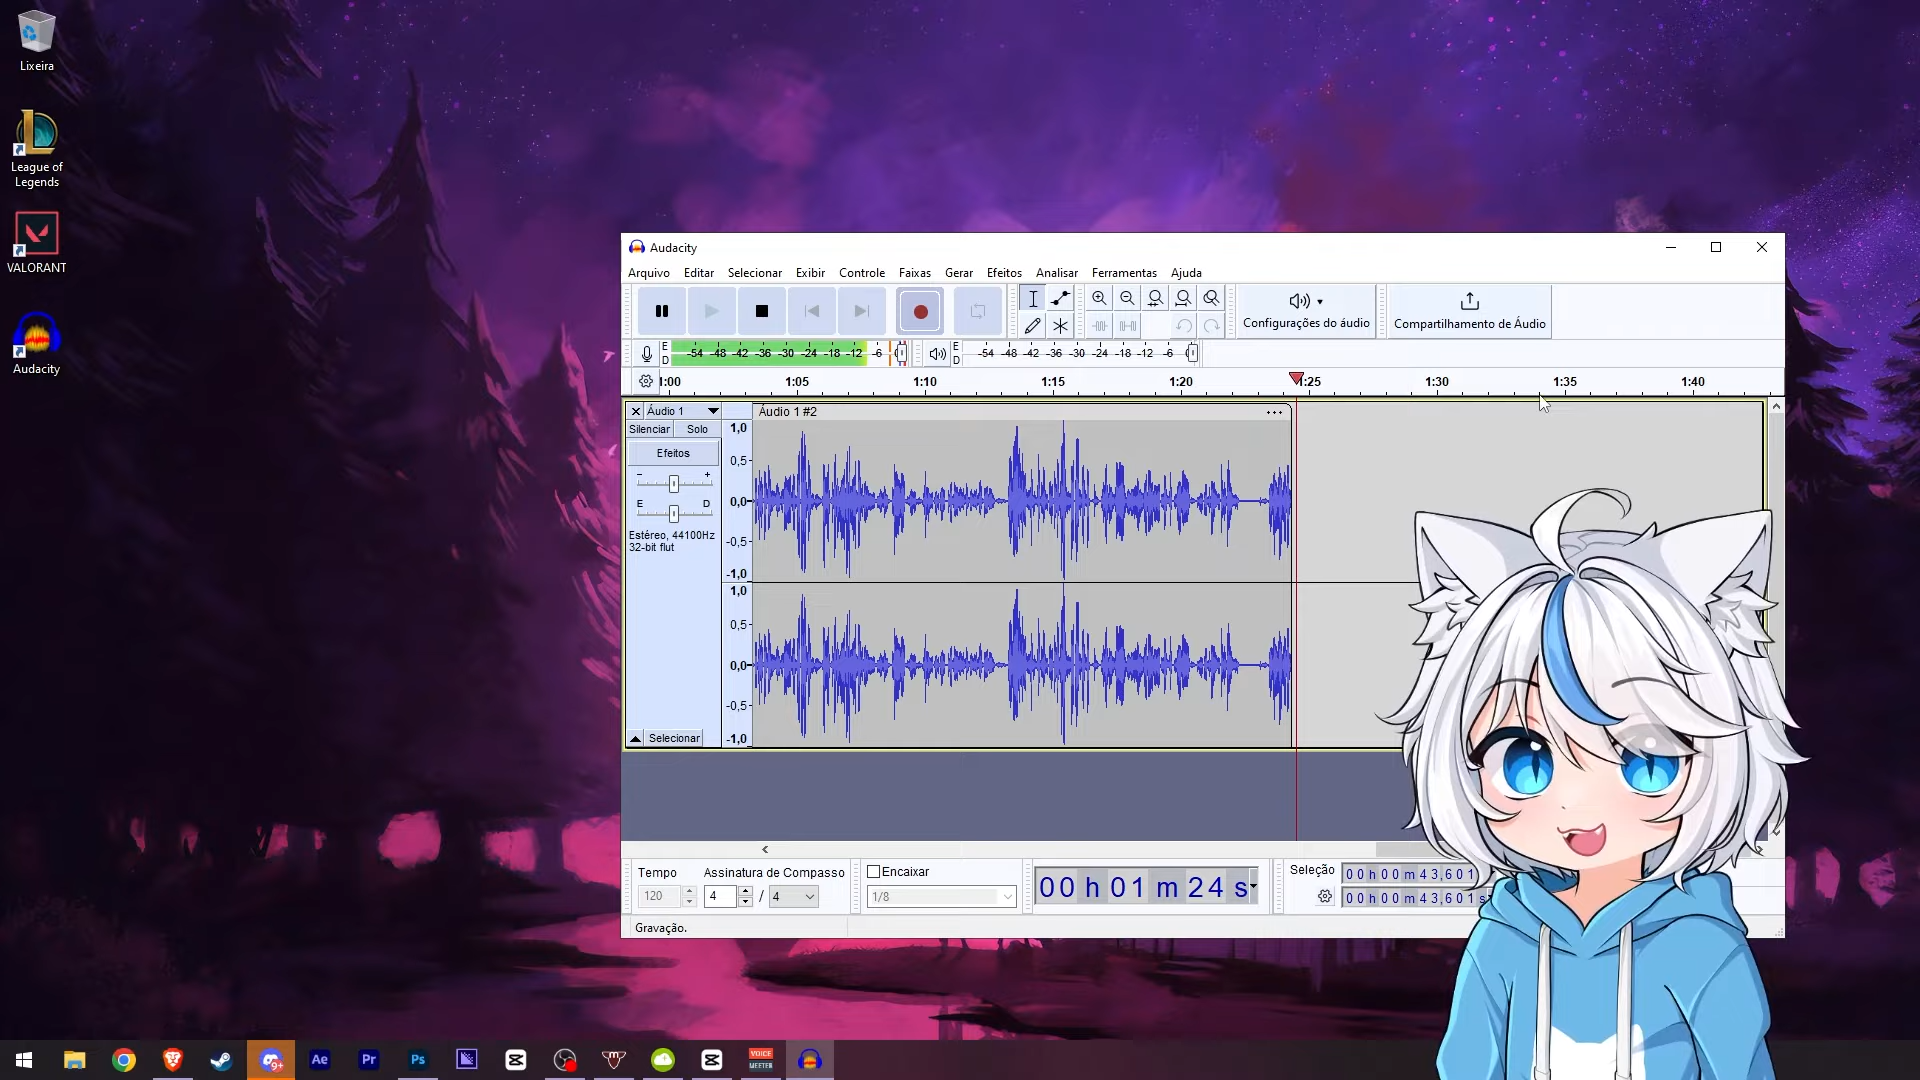 Lixeira
League of
Legends
VALORANT
Audacity
Audacity
Arquivo Editar Selecionar Exibir Controle Faixas Gerar Efeitos Analisar Ferramentas Ajuda
Configurações do áudio
Compartilhamento de Áudio
E
D
-54 -48 -42 -36 -30 -24 -18 -12 -6 0
E
D
-54 -48 -42 -36 -30 -24 -18 -12 -6 0
1:00 1:05 1:10 1:15 1:20 1:25 1:30 1:35 1:40
Áudio 1
Áudio 1 #2
Silenciar Solo
Efeitos
- +
E D
Estéreo, 44100Hz
32-bit flut
1,0
0,5
0,0
-0,5
-1,0
1,0
0,5
0,0
-0,5
-1,0
Selecionar
Tempo
120
Assinatura de Compasso
4 / 4
Encaixar
1/8
00 h 01 m 24 s
Seleção
00 h 00 m 43,601
00 h 00 m 43,601 s
Gravação.
9+
Ae
Pr
Ps
VOICE
MEETER